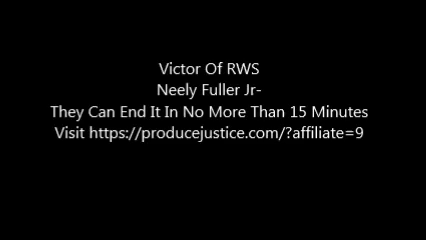 Victor Of RWS
Neely Fuller Jr-
They Can End It In No More Than 15 Minutes
Visit https://producejustice.com/?affiliate=9